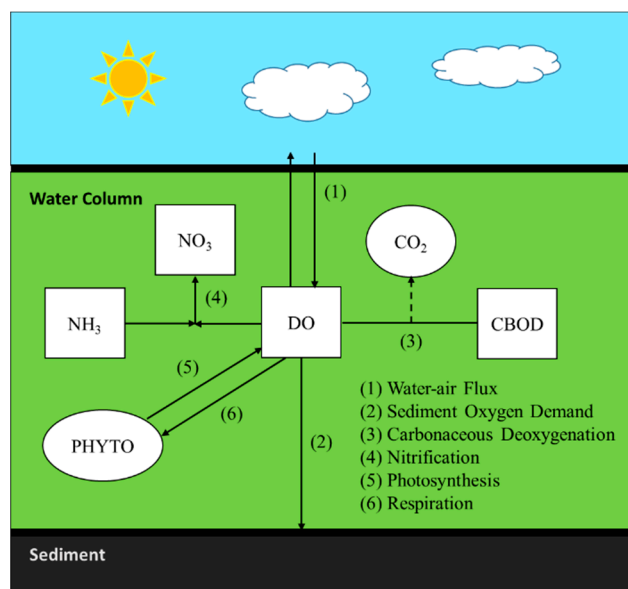 (1)
Water Column
NO₃
CO₂
(4)
NH₃
DO
(3)
CBOD
(5)
(6)
PHYTO
(2)
(1) Water-air Flux
(2) Sediment Oxygen Demand
(3) Carbonaceous Deoxygenation
(4) Nitrification
(5) Photosynthesis
(6) Respiration
Sediment